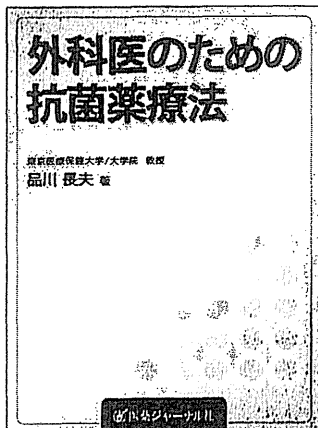 外科医のための
抗菌薬療法
東京医療保健大学/大学院 教授
品川 長夫 著
医薬ジャーナル社